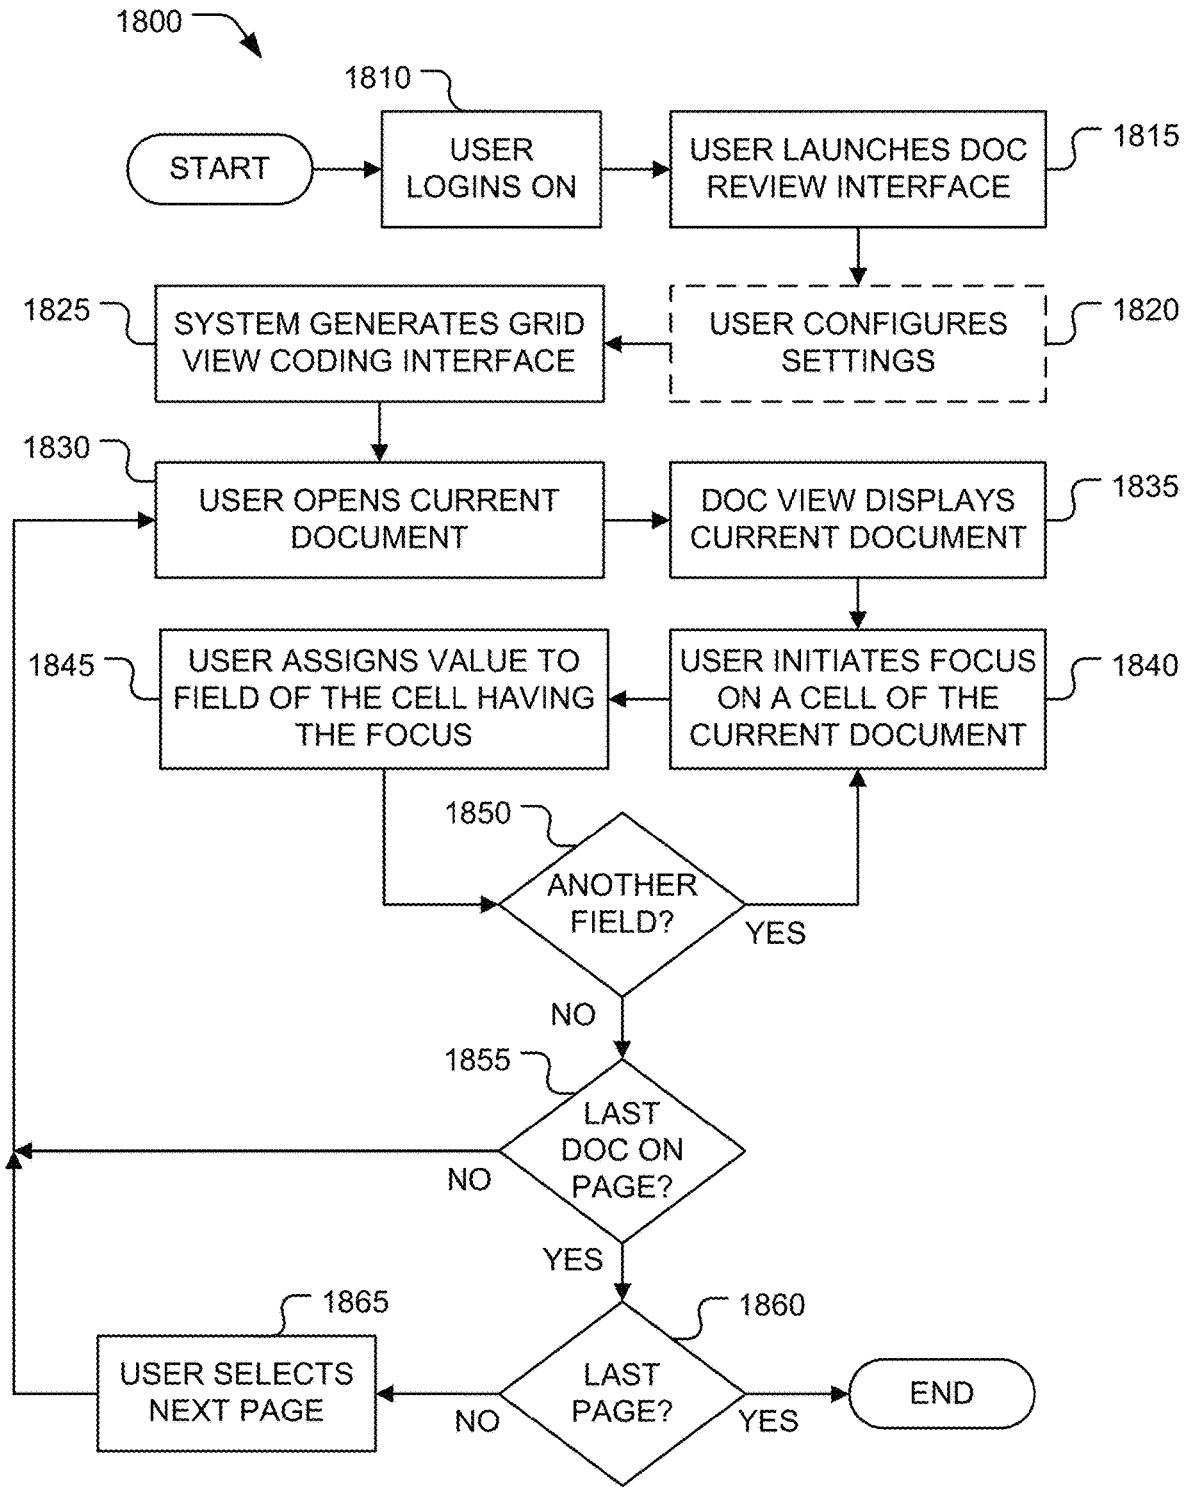 1800
1810
START
USER
LOGINS ON
USER LAUNCHES DOC
REVIEW INTERFACE
1815
1825
SYSTEM GENERATES GRID
VIEW CODING INTERFACE
USER CONFIGURES
SETTINGS
1820
1830
USER OPENS CURRENT
DOCUMENT
DOC VIEW DISPLAYS
CURRENT DOCUMENT
1835
1845
USER ASSIGNS VALUE TO
FIELD OF THE CELL HAVING
THE FOCUS
USER INITIATES FOCUS
ON A CELL OF THE
CURRENT DOCUMENT
1840
1850
ANOTHER
FIELD?
YES
NO
1855
LAST
DOC ON
PAGE?
NO
YES
1865
1860
USER SELECTS
NEXT PAGE
LAST
PAGE?
NO
YES
END